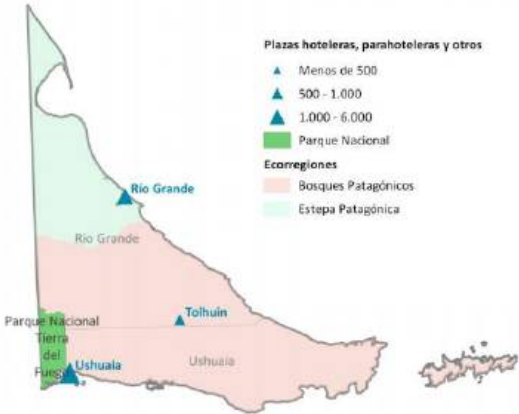 Plazas hoteleras, parahoteleras y otros
Menos de 500
500 - 1.000
1.000 - 6.000
Parque Nacional
Ecorregiones
Bosques Patagónicos
Estepa Patagónica
Río Grande
Río Grande
Tolhuin
Parque Nacional
Tierra
del
Fuego
Ushuaia
Ushuaia